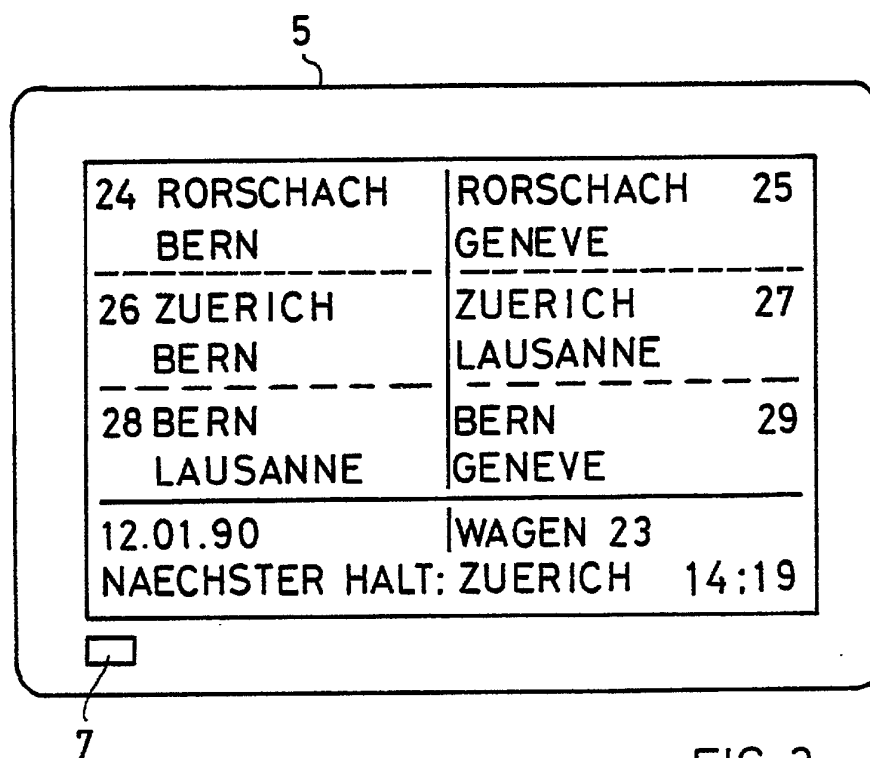 5
24 RORSCHACH RORSCHACH 25
BERN GENEVE
26 ZUERICH ZUERICH 27
BERN LAUSANNE
28 BERN BERN 29
LAUSANNE GENEVE
12.01.90 WAGEN 23
NAECHSTER HALT: ZUERICH 14:19
7